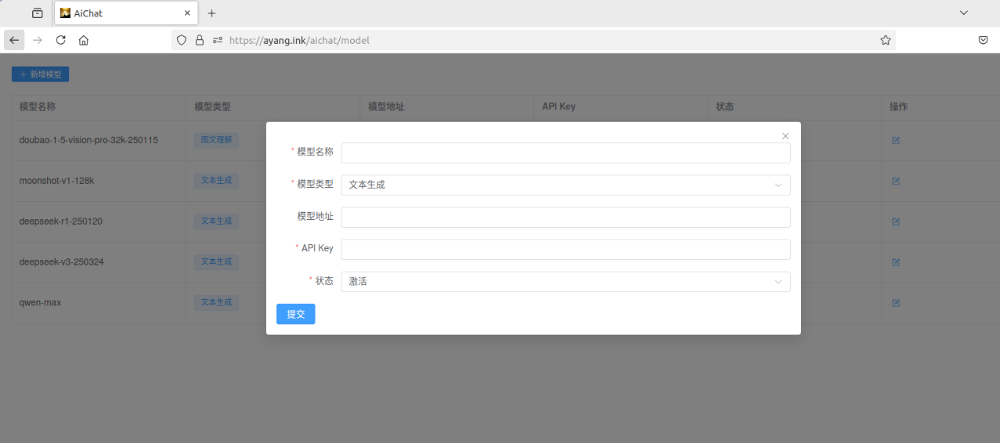 AiChat
https://ayang.ink/aichat/model
新增模型
模型名称 模型类型 模型地址 API Key 状态 操作
doubao-1-5-vision-pro-32k-250115 图文理解
moonshot-v1-128k 文本生成
deepseek-r1-250120 文本生成
deepseek-v3-250324 文本生成
qwen-max 文本生成
* 模型名称
* 模型类型 文本生成
模型地址
* API Key
* 状态 激活
提交